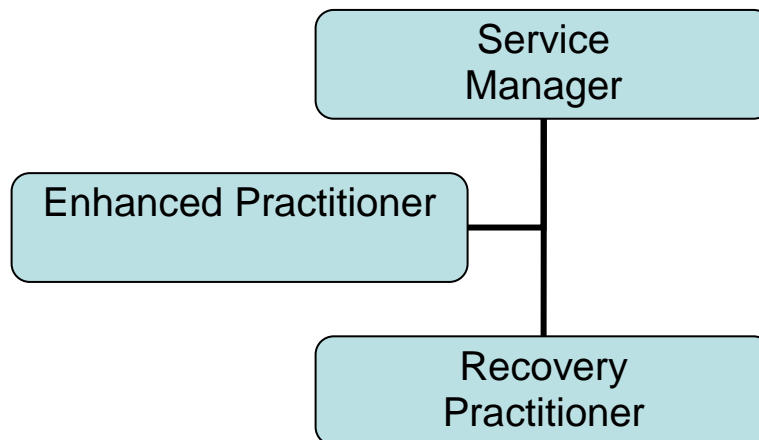 Service
Manager
Enhanced Practitioner
Recovery
Practitioner